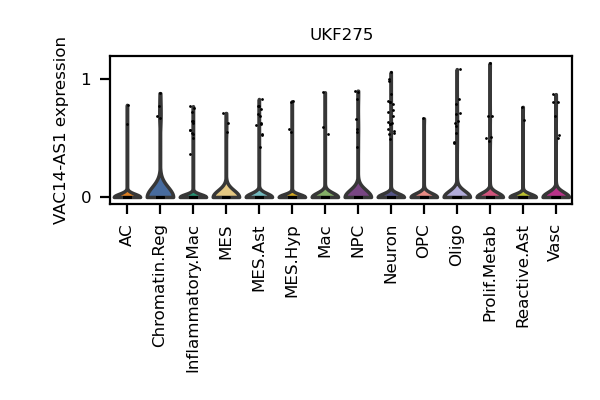 UKF275
VAC14-AS1 expression
1
0
AC
Chromatin.Reg
Inflammatory.Mac
MES
MES.Ast
MES.Hyp
Mac
NPC
Neuron
OPC
Oligo
Prolif.Metab
Reactive.Ast
Vasc